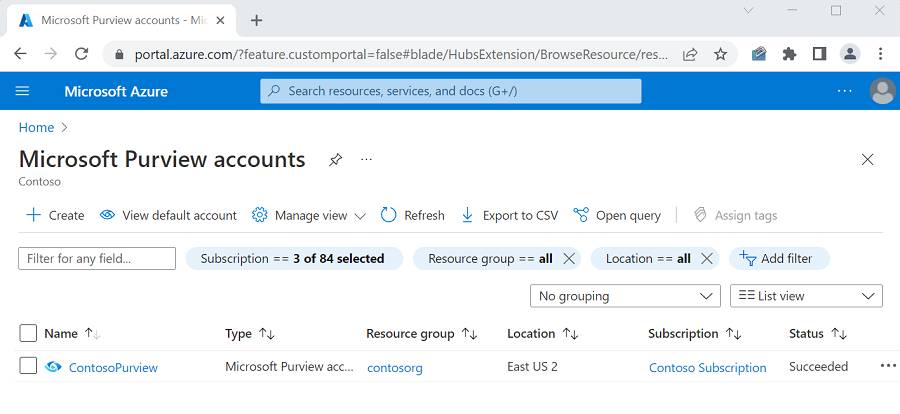 Microsoft Purview accounts - Mic
portal.azure.com/?feature.customportal=false#blade/HubsExtension/BrowseResource/res...
Microsoft Azure
Search resources, services, and docs (G+/)
Home
Microsoft Purview accounts
Contoso
Create
View default account
Manage view
Refresh
Export to CSV
Open query
Assign tags
Filter for any field...
Subscription == 3 of 84 selected
Resource group == all
Location == all
Add filter
No grouping
List view
Name Type Resource group Location Subscription Status
ContosoPurview Microsoft Purview acc... contosorg East US 2 Contoso Subscription Succeeded